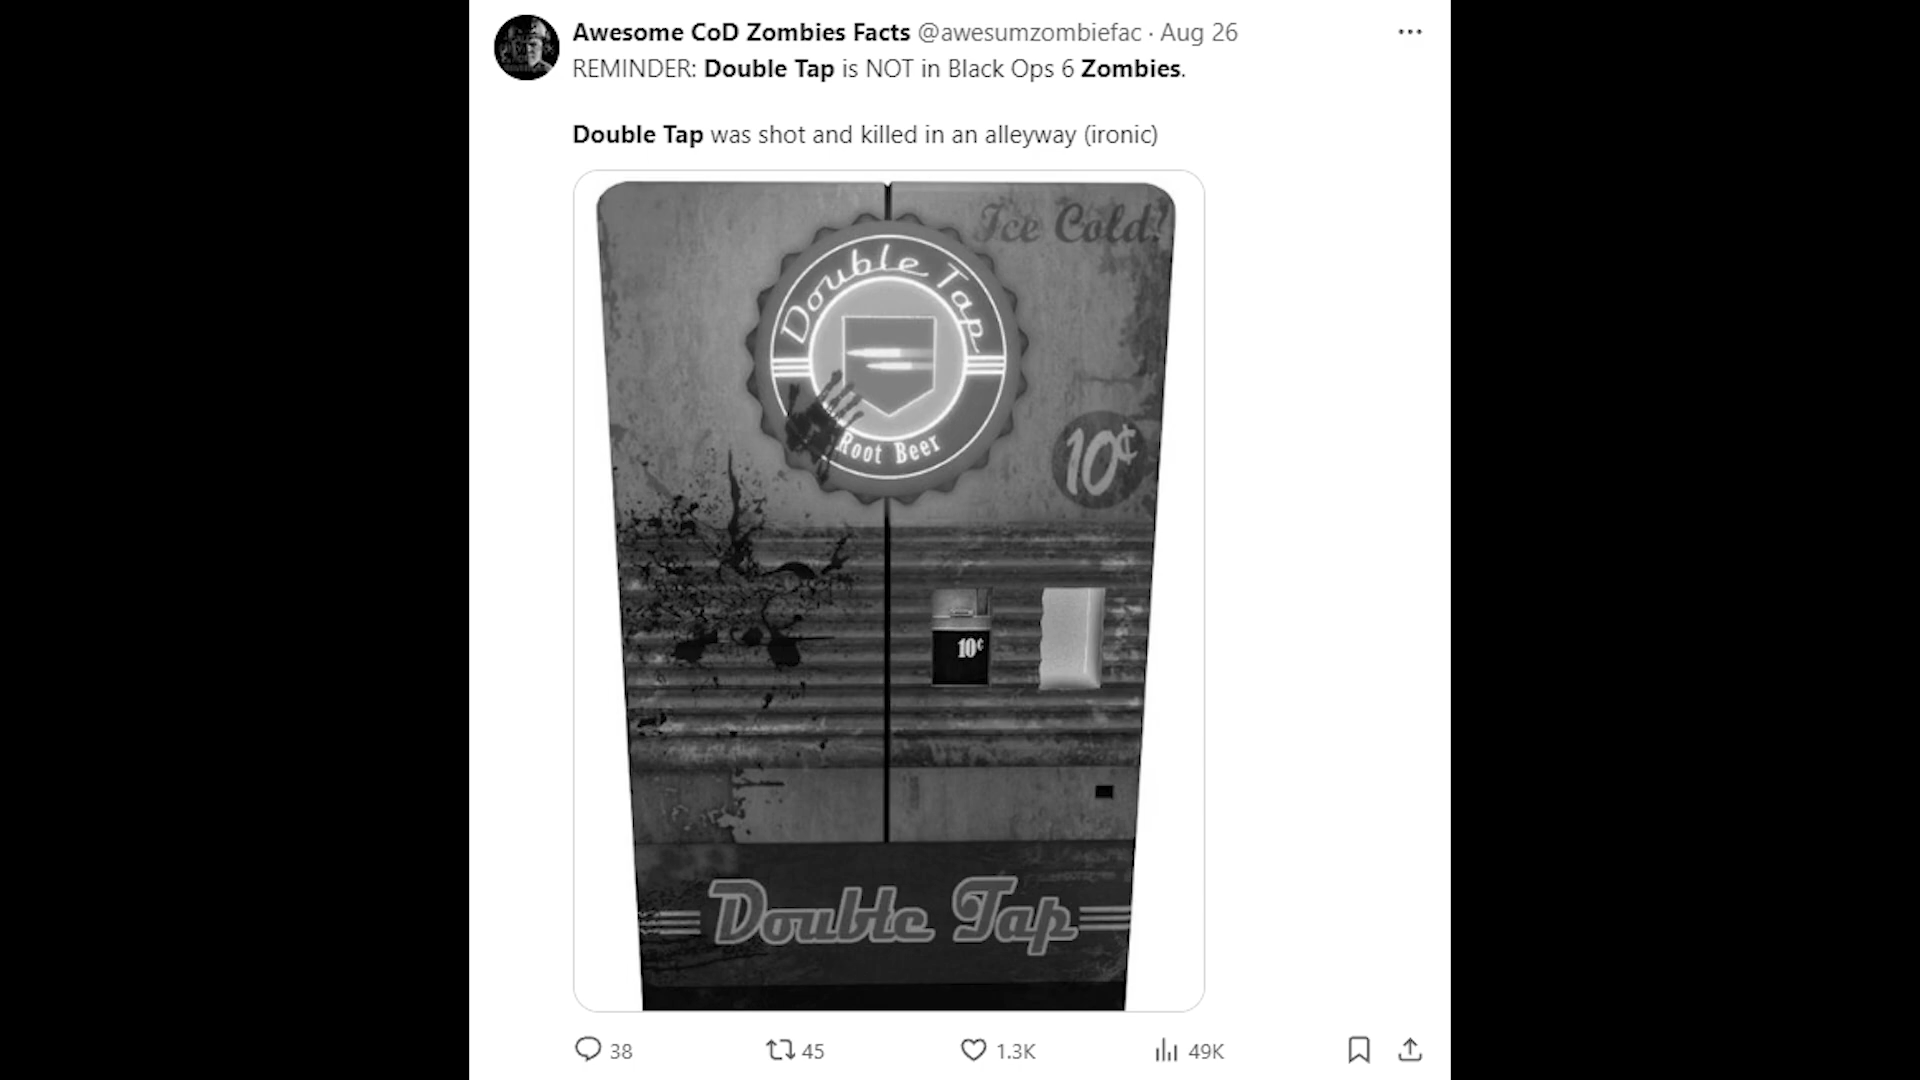 Awesome CoD Zombies Facts @awesumzombiefac · Aug 26
REMINDER: Double Tap is NOT in Black Ops 6 Zombies.
Double Tap was shot and killed in an alleyway (ironic)
Ice Cold!
Double Tap
Root Beer
10¢
10¢
Double Tap
38 45 1.3K 49K